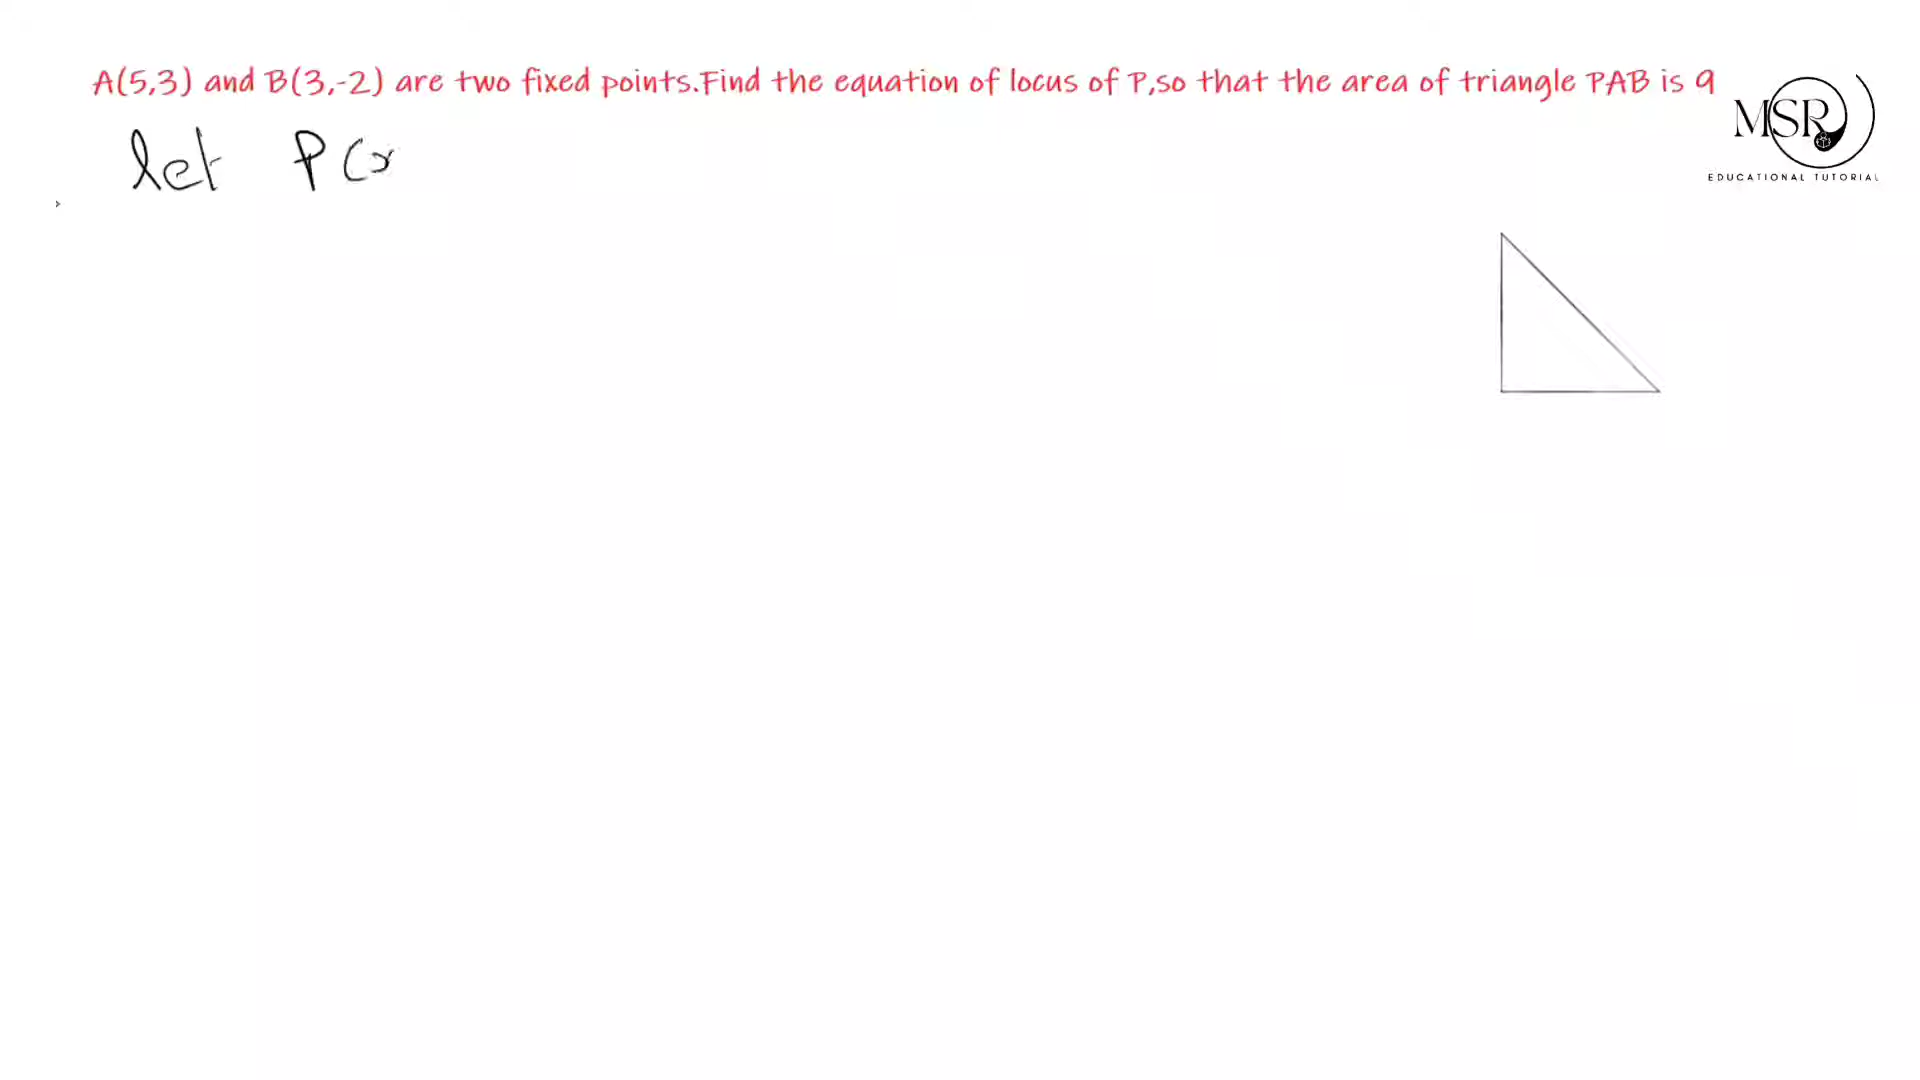 A(5,3) and B(3,-2) are two fixed points.Find the equation of locus of P,so that the area of triangle PAB is 9
MSR
EDUCATIONAL TUTORIAL
let P(x